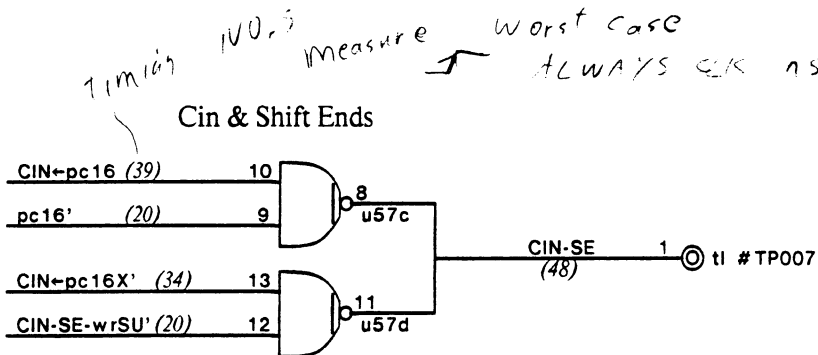 Timing NO.S measure worst case
ALWAYS ns
Cin & Shift Ends
CIN←pc16 (39) 10
8
pc16' (20) 9
u57c
CIN-SE 1 tl #TP007
(48)
CIN←pc16X' (34) 13
11
CIN-SE-wrSU' (20) 12
u57d